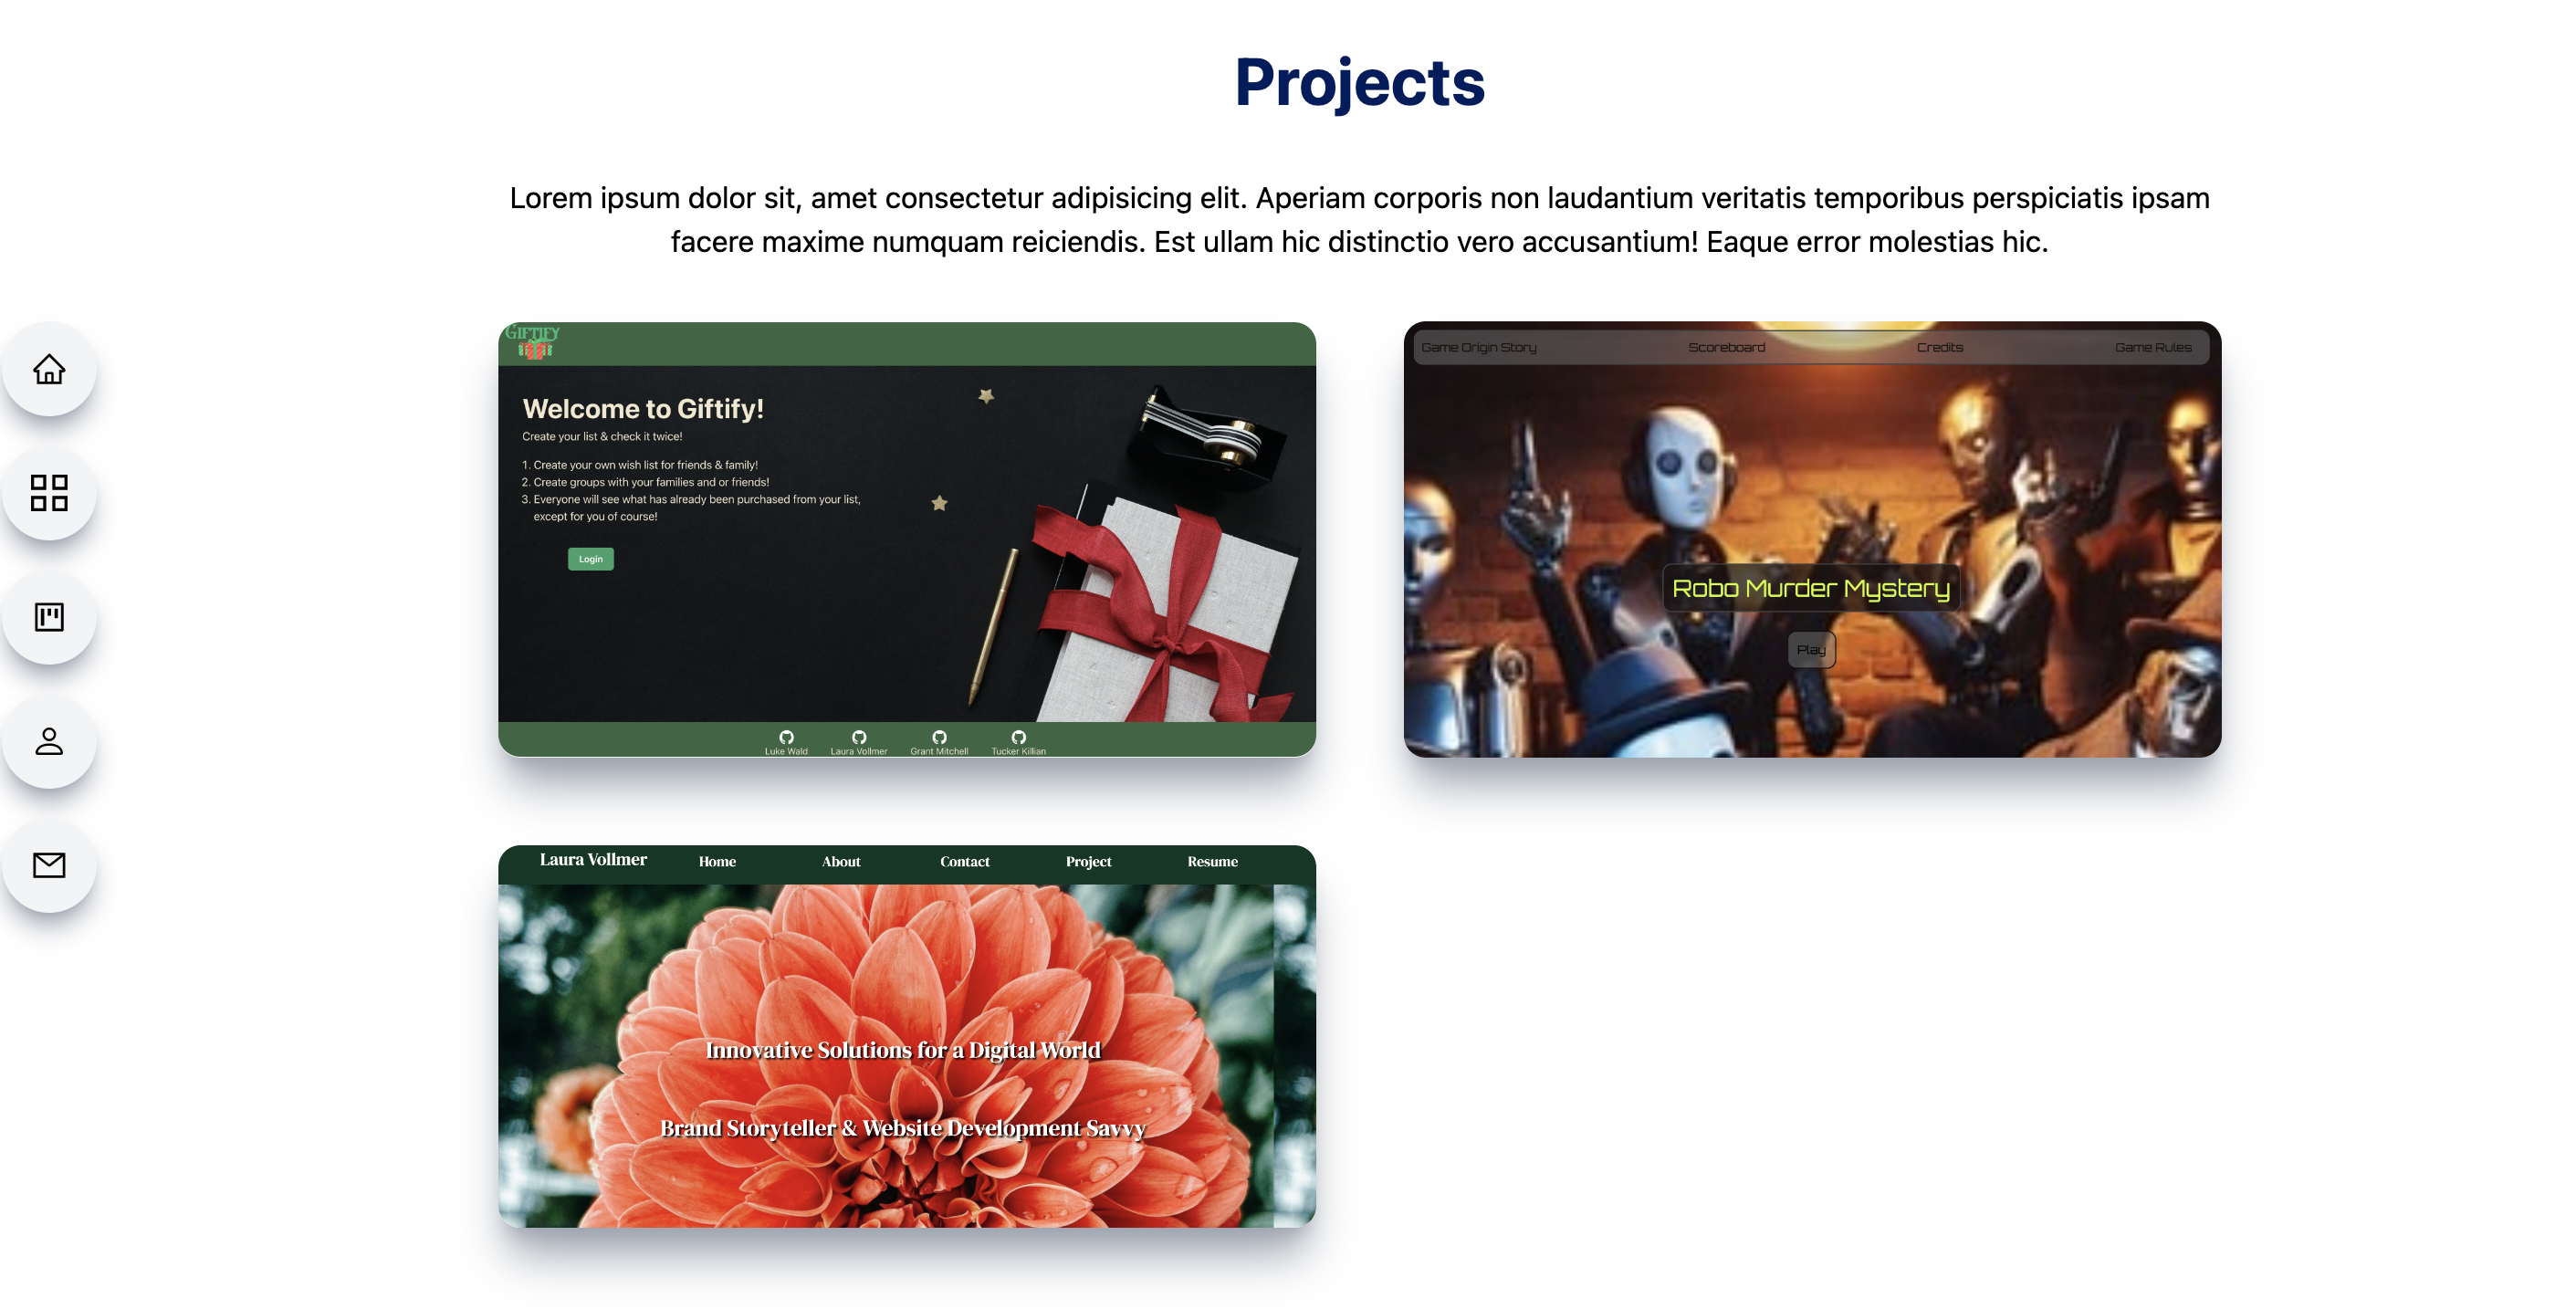 Projects
Lorem ipsum dolor sit, amet consectetur adipisicing elit. Aperiam corporis non laudantium veritatis temporibus perspiciatis ipsam
facere maxime numquam reiciendis. Est ullam hic distinctio vero accusantium! Eaque error molestias hic.
GIFTIFY
Welcome to Giftify!
Create your list & check it twice!
1. Create your own wish list for friends & family!
2. Create groups with your families and or friends!
3. Everyone will see what has already been purchased from your list,
except for you of course!
Login
Luke Wald Laura Vollmer Grant Mitchell Tucker Killian
Game Origin Story Scoreboard Credits Game Rules
Robo Murder Mystery
Play
Laura Vollmer Home About Contact Project Resume
Innovative Solutions for a Digital World
Brand Storyteller & Website Development Savvy